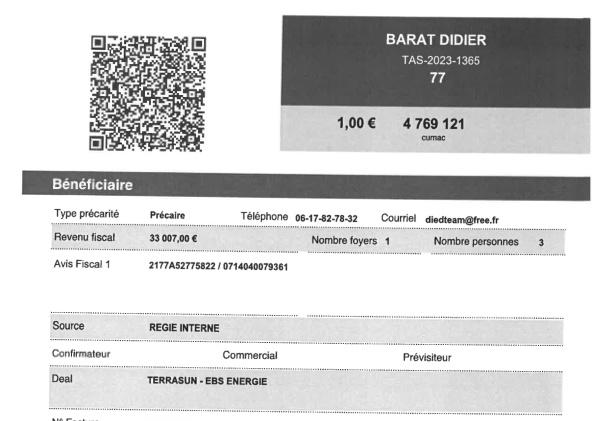 BARAT DIDIER
TAS-2023-1365
77
1,00 € 4 769 121
cumac
Bénéficiaire
Type précarité Précaire Téléphone 06-17-82-78-32 Courriel diedteam@free.fr
Revenu fiscal 33 007,00 € Nombre foyers 1 Nombre personnes 3
Avis Fiscal 1 2177A52775822 / 0714040079361
Source REGIE INTERNE
Confirmateur Commercial Prévisiteur
Deal TERRASUN - EBS ENERGIE
N° Facture